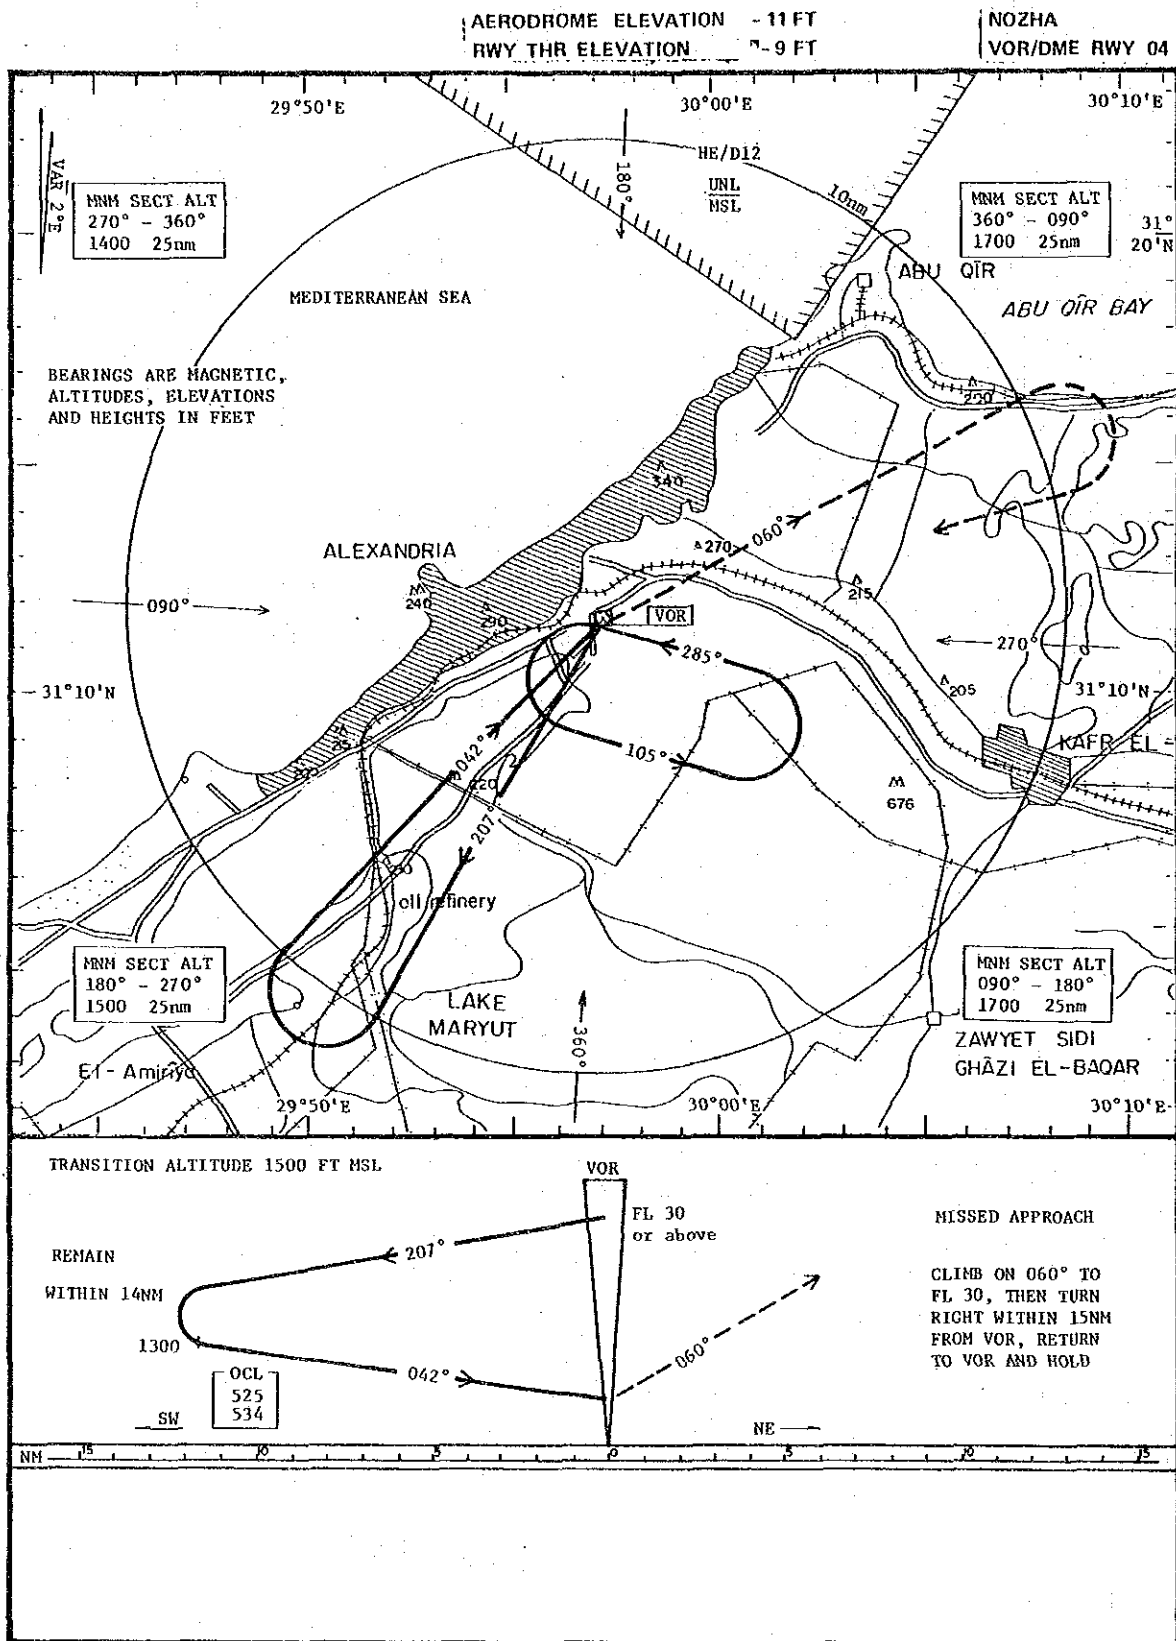 AERODROME ELEVATION - 11 FT
RWY THR ELEVATION - 9 FT
NOZHA
VOR/DME RWY 04
29°50'E
30°00'E
30°10'E
VAR 2°E
MNM SECT ALT
270° - 360°
1400 25nm
180°
HE/D12
UNL
MSL
10nm
MNM SECT ALT
360° - 090°
1700 25nm
31°
20'N
ABU QĪR
MEDITERRANEAN SEA
ABU QĪR BAY
BEARINGS ARE MAGNETIC,
ALTITUDES, ELEVATIONS
AND HEIGHTS IN FEET
200
340
060°
ALEXANDRIA
270
240
290
215
090°
VOR
270°
285°
31°10'N
205
31°10'N
105°
042°
KAFR EL-
220
676
207°
oil refinery
MNM SECT ALT
180° - 270°
1500 25nm
MNM SECT ALT
090° - 180°
1700 25nm
LAKE
MARYUT
360°
ZAWYET SIDI
GHĀZI EL-BAQAR
El-Amirīya
29°50'E
30°00'E
30°10'E
TRANSITION ALTITUDE 1500 FT MSL
VOR
FL 30
or above
MISSED APPROACH
REMAIN
WITHIN 14NM
207°
CLIMB ON 060° TO
FL 30, THEN TURN
RIGHT WITHIN 15NM
FROM VOR, RETURN
TO VOR AND HOLD
1300
042°
060°
OCL
525
534
SW
NE
NM 15 10 5 0 5 10 15